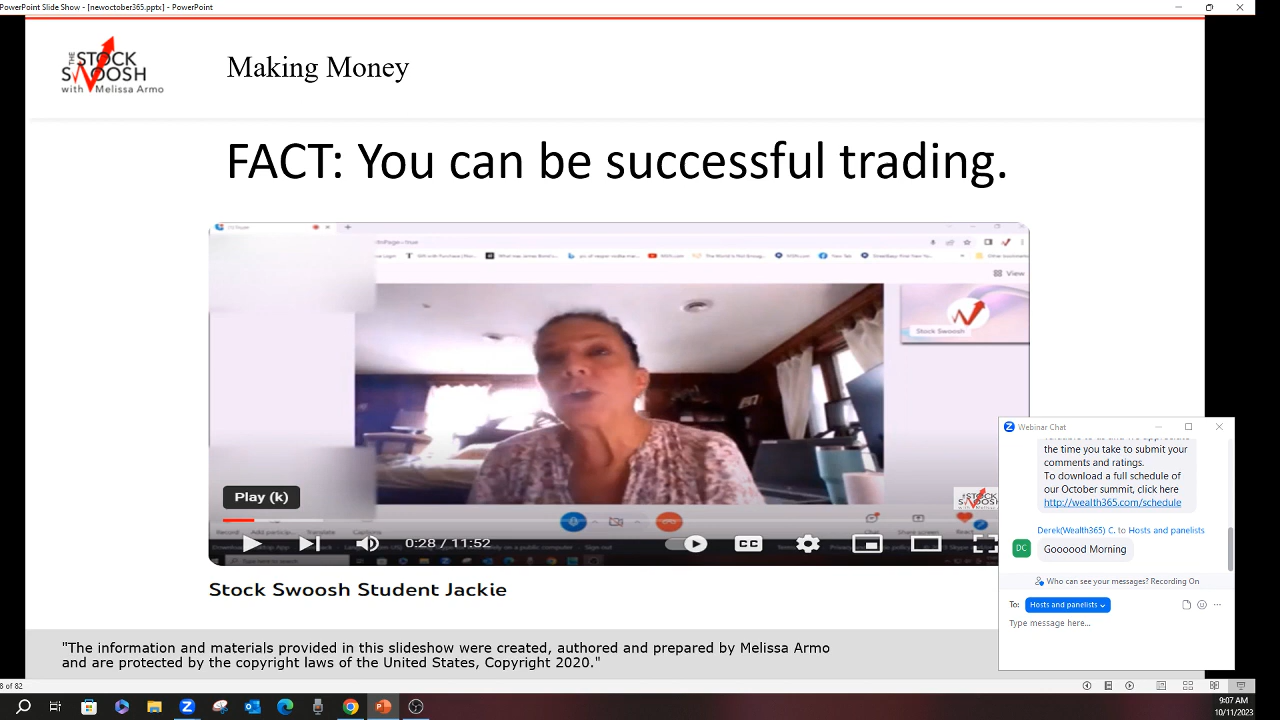 PowerPoint Slide Show - [newoctober365.pptx] - PowerPoint
THE STOCK
SWOOSH
with Melissa Armo
Making Money
FACT: You can be successful trading.
View
Stock Swoosh
Play (k)
0:28 / 11:52
CC
Stock Swoosh Student Jackie
"The information and materials provided in this slideshow were created, authored and prepared by Melissa Armo
and are protected by the copyright laws of the United States, Copyright 2020."
Webinar Chat
the time you take to submit your
comments and ratings.
To download a full schedule of
our October summit, click here
http://wealth365.com/schedule
Derek(Wealth365) C. to Hosts and panelists
DC
Goooood Morning
Who can see your messages? Recording On
To: Hosts and panelists
Type message here...
8 of 82
9:07 AM
10/11/2023